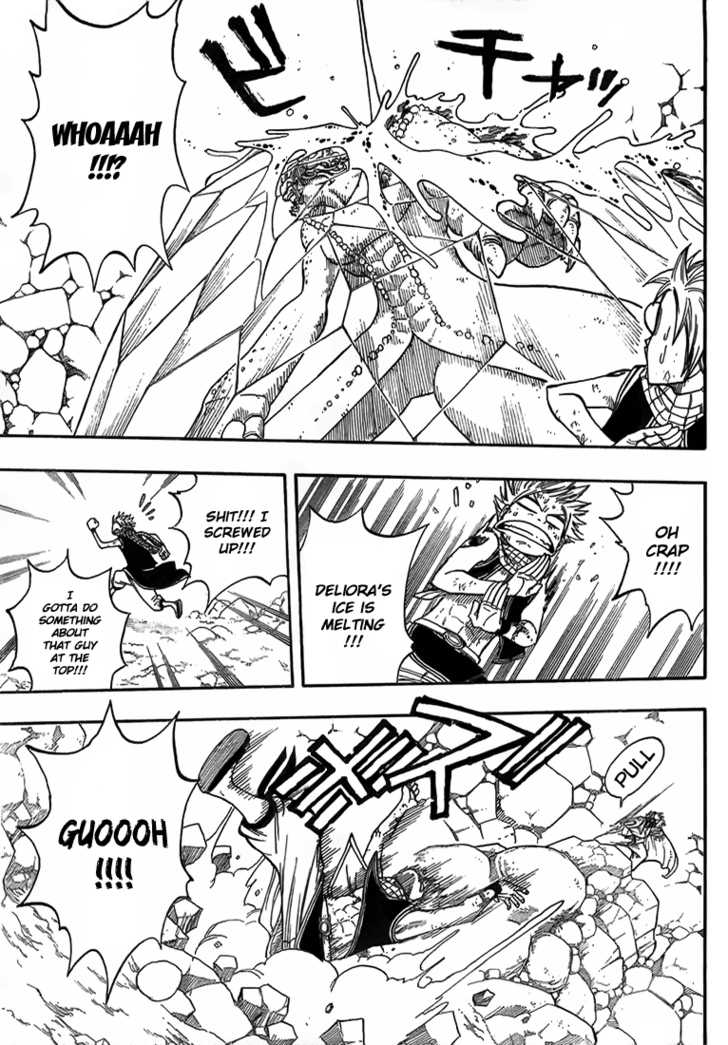 ビチャッ
WHOAAAH
!!!?
OH
CRAP
!!!!
DELIORA'S
ICE IS
MELTING
!!!
SHIT!!! I
SCREWED
UP!!!
I
GOTTA DO
SOMETHING
ABOUT
THAT GUY
AT THE
TOP!!!
PULL
GUOOOH
!!!!